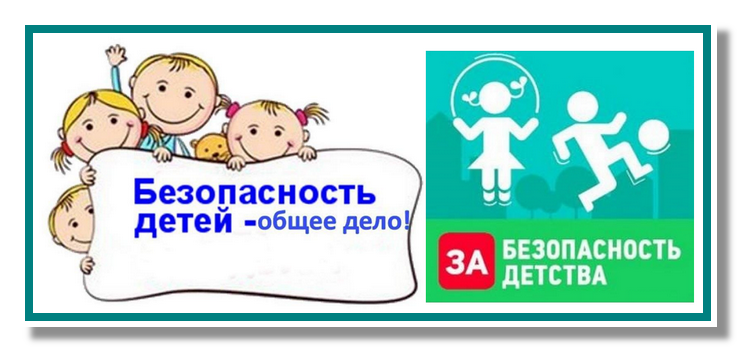 Безопасность
детей -общее дело!
ЗА
БЕЗОПАСНОСТЬ
ДЕТСТВА